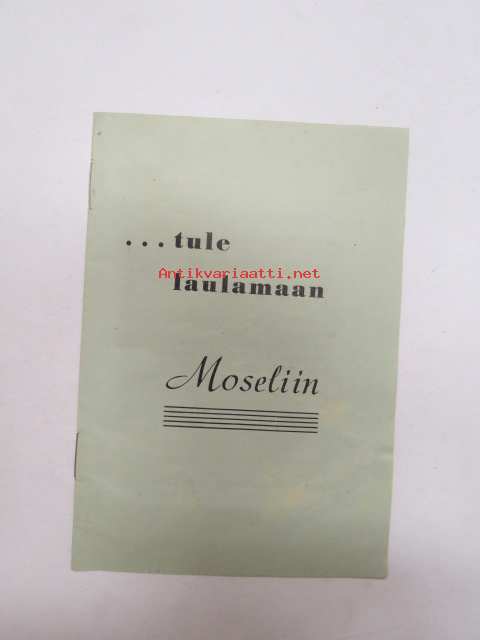 ... tule
Antikvariaatti.net
laulamaan
Moseliin